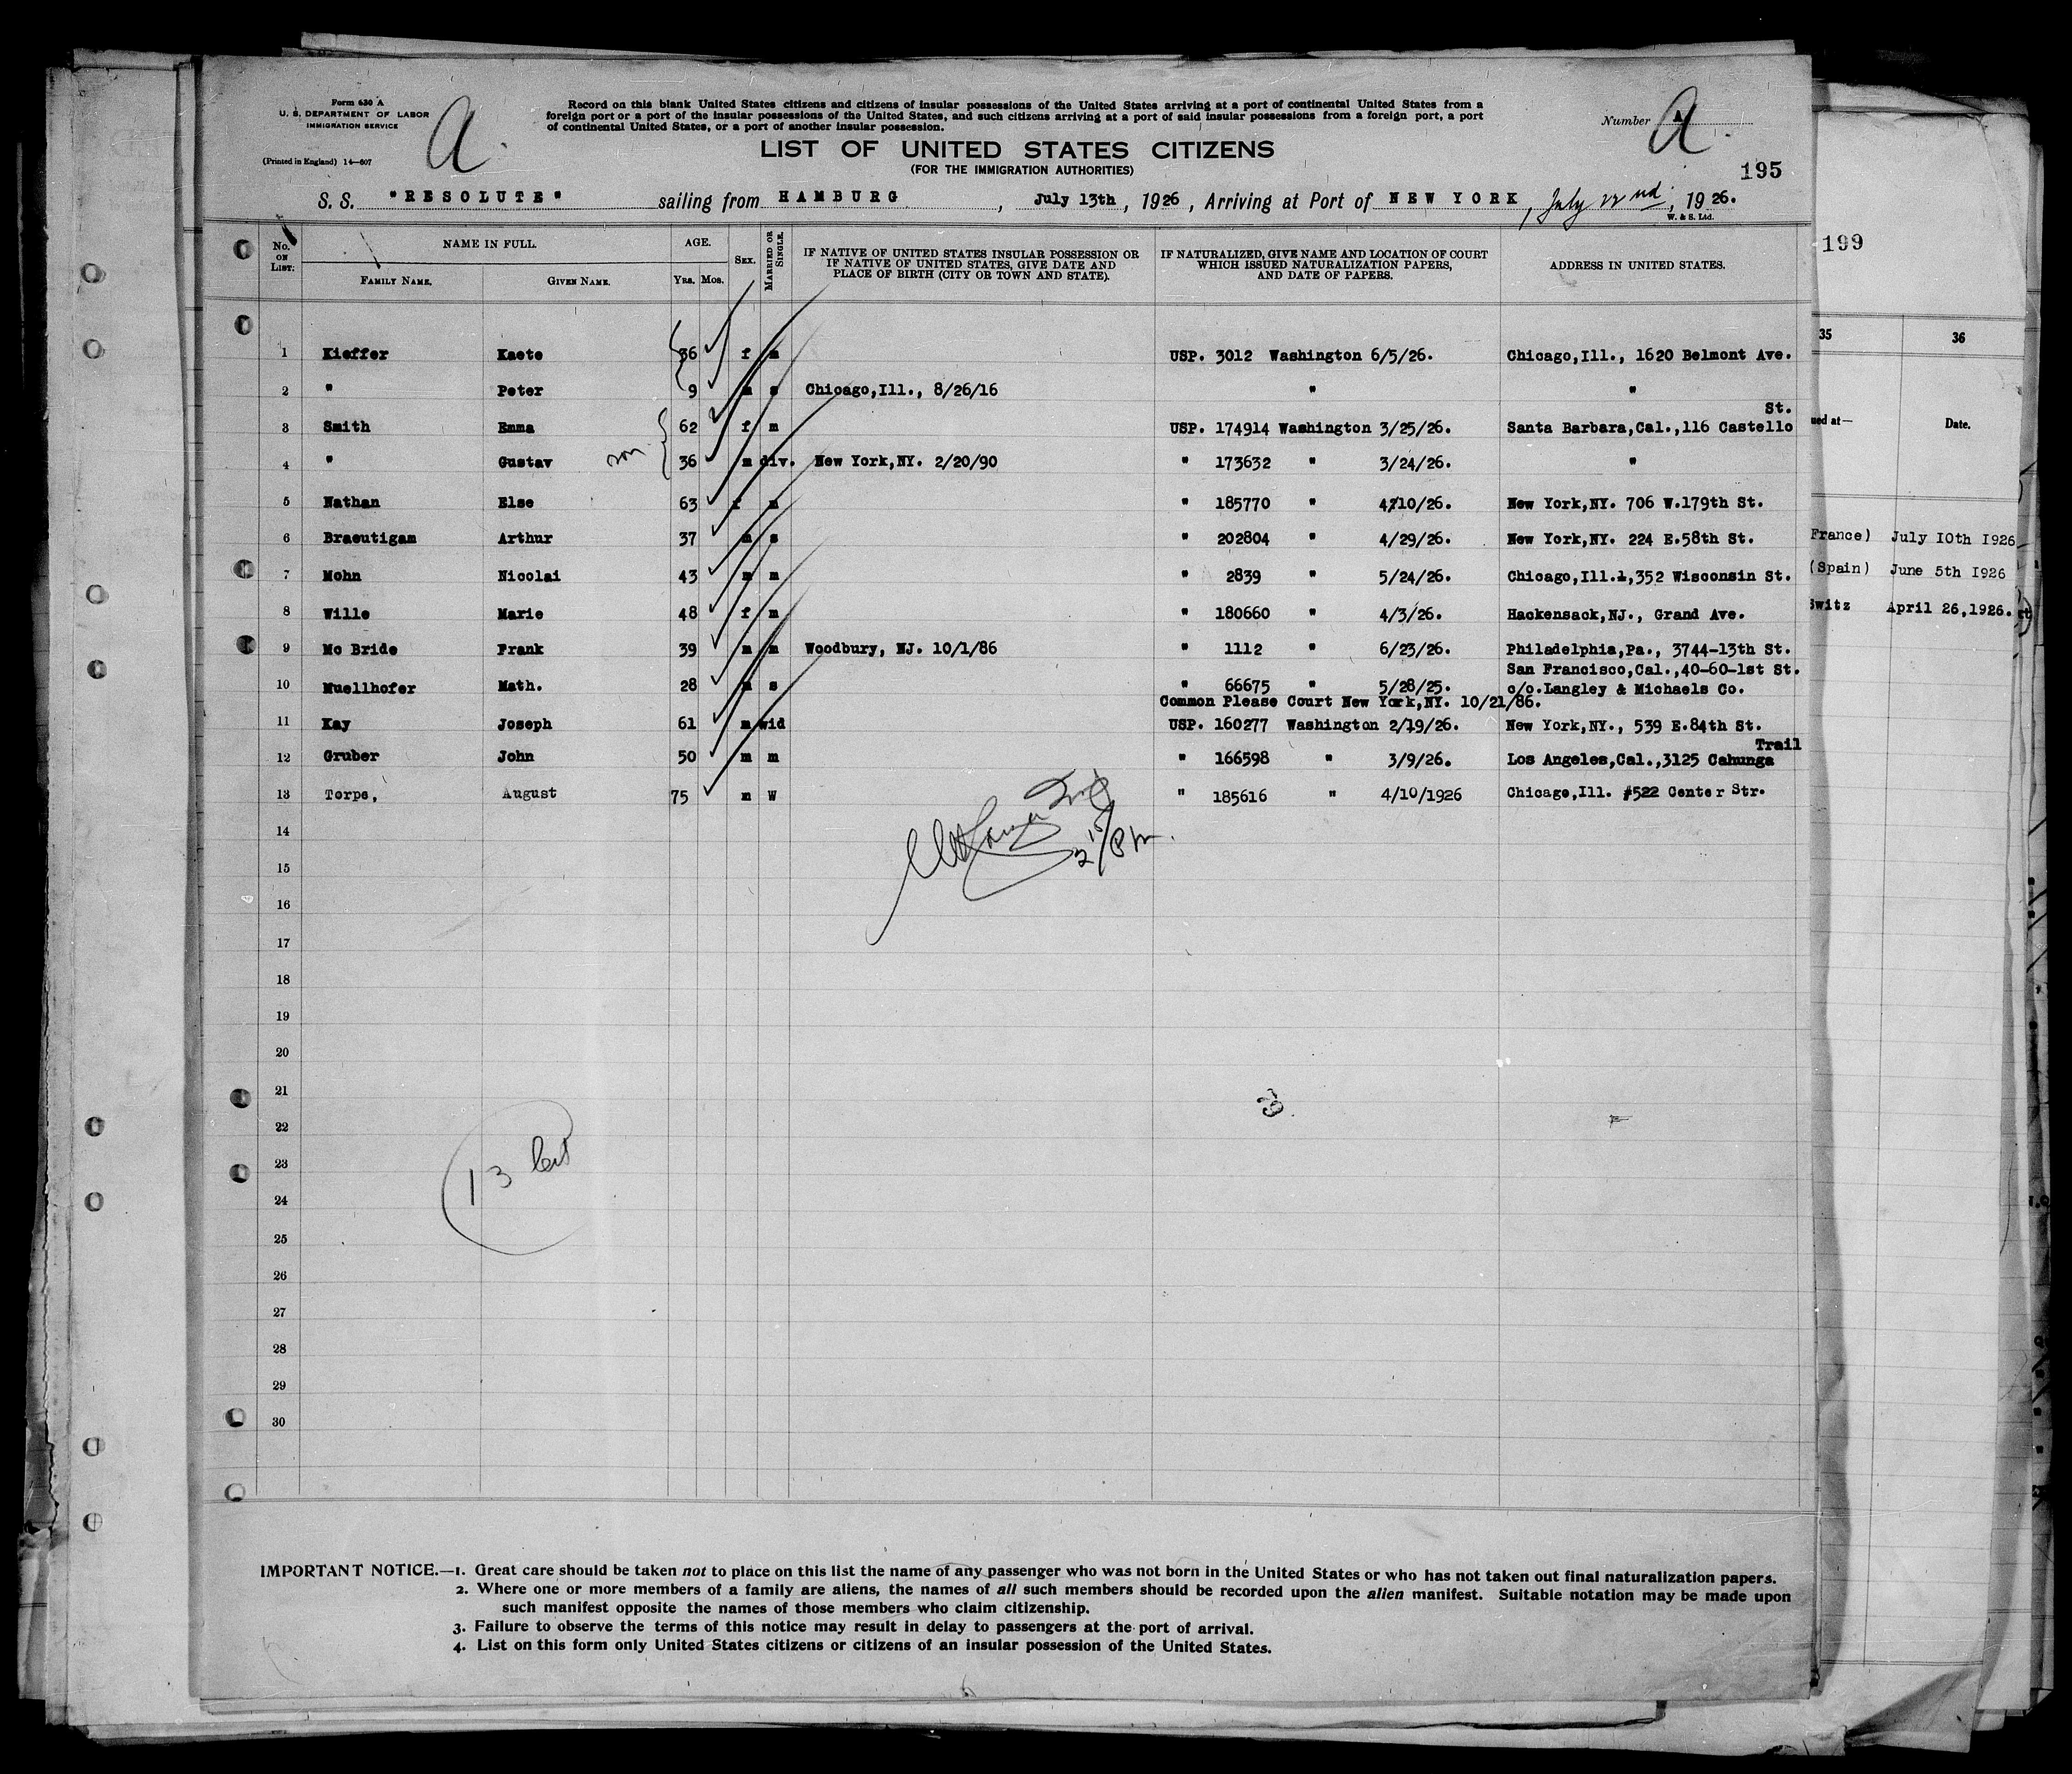 Form 630 A
U. S. DEPARTMENT OF LABOR
IMMIGRATION SERVICE
(Printed in England) 14—607
a.
Record on this blank United States citizens and citizens of insular possessions of the United States arriving at a port of continental United States from a
foreign port or a port of the insular possessions of the United States, and such citizens arriving at a port of said insular possessions from a foreign port, a port
of continental United States, or a port of another insular possession.
Number a.
LIST OF UNITED STATES CITIZENS
(FOR THE IMMIGRATION AUTHORITIES)
195
S. S. "RESOLUTE" sailing from HAMBURG, July 13th, 1926, Arriving at Port of NEW YORK, July 22nd, 1926.
W. & S. Ltd.
199
No. ON LIST. NAME IN FULL. AGE. SEX. MARRIED OR SINGLE. IF NATIVE OF UNITED STATES INSULAR POSSESSION OR IF NATIVE OF UNITED STATES, GIVE DATE AND PLACE OF BIRTH (CITY OR TOWN AND STATE). IF NATURALIZED, GIVE NAME AND LOCATION OF COURT WHICH ISSUED NATURALIZATION PAPERS, AND DATE OF PAPERS. ADDRESS IN UNITED STATES.
FAMILY NAME. GIVEN NAME. YRS. MOS.
35 36
1 Kieffer Kaete 36 f m USP. 3012 Washington 6/5/26. Chicago,Ill., 1620 Belmont Ave.
2 " Peter 9 m s Chicago,Ill., 8/26/16 " "
St.
3 Smith Emma 62 f m USP. 174914 Washington 3/25/26. Santa Barbara,Cal.,116 Castello
ued at— Date.
4 " Gustav son 36 m div. New York,NY. 2/20/90 " 173632 " 3/24/26. "
5 Nathan Else 63 f m " 185770 " 4/10/26. New York,NY. 706 W.179th St.
6 Braeutigam Arthur 37 m s " 202804 " 4/29/26. New York,NY. 224 E.58th St.
France) July 10th 1926
7 Mohn Nicolai 43 m m " 2839 " 5/24/26. Chicago,Ill.1,352 Wisconsin St.
(Spain) June 5th 1926
8 Wille Marie 48 f m " 180660 " 4/3/26. Hackensack,NJ., Grand Ave.
Switz April 26,1926.
9 Mc Bride Frank 39 m m Woodbury, NJ. 10/1/86 " 1112 " 6/23/26. Philadelphia,Pa., 3744-13th St.
San Francisco,Cal.,40-60-1st St.
10 Muellhofer Math. 28 m s " 66675 " 5/28/25. c/o.Langley & Michaels Co.
Common Please Court New York,NY. 10/21/86.
11 Kay Joseph 61 m wid USP. 160277 Washington 2/19/26. New York,NY., 539 E.84th St.
Trail
12 Gruber John 50 m m " 166598 " 3/9/26. Los Angeles,Cal.,3125 Cahunga
13 Torpe, August 75 m W " 185616 " 4/10/1926 Chicago,Ill. #522 Center Str.
14
15
16
17
18
19
20
21
22
23
13
24
25
26
27
28
29
30
IMPORTANT NOTICE.—1. Great care should be taken not to place on this list the name of any passenger who was not born in the United States or who has not taken out final naturalization papers.
2. Where one or more members of a family are aliens, the names of all such members should be recorded upon the alien manifest. Suitable notation may be made upon
such manifest opposite the names of those members who claim citizenship.
3. Failure to observe the terms of this notice may result in delay to passengers at the port of arrival.
4. List on this form only United States citizens or citizens of an insular possession of the United States.